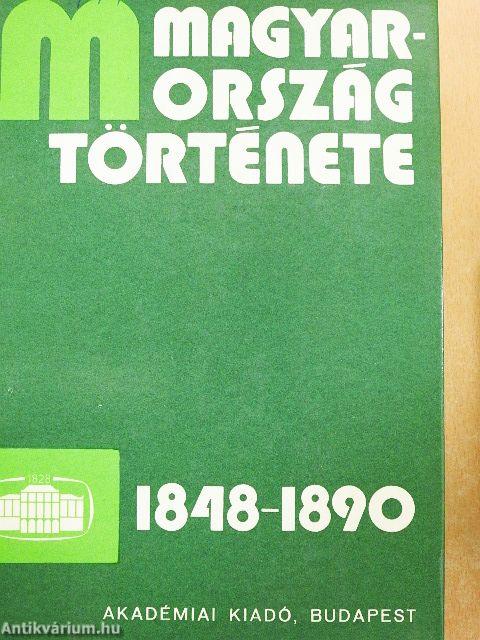 M MAGYAR-
ORSZÁG
TÖRTÉNETE
1828
1848-1890
AKADÉMIAI KIADÓ, BUDAPEST
Antikvárium.hu